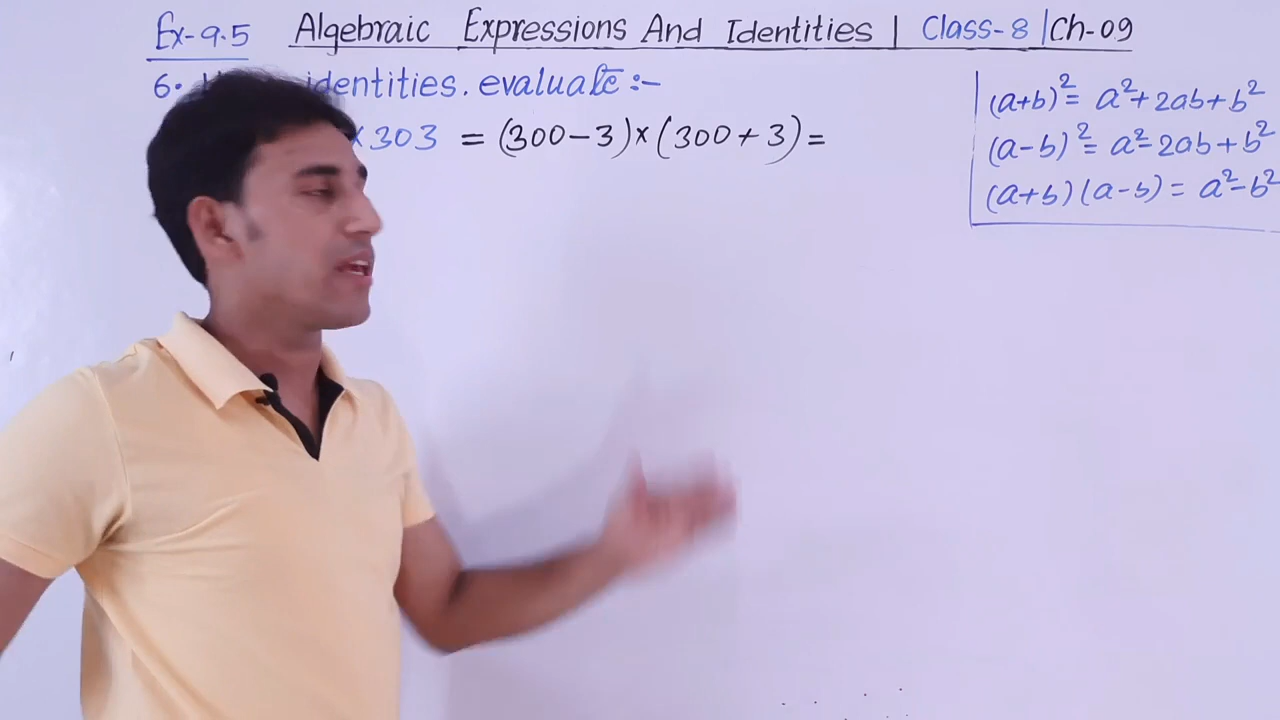 Ex-9.5 Algebraic Expressions And Identities | Class-8 | Ch-09
6. identities. evaluate :-
×303 = (300-3)×(300+3) =
(a+b)² = a²+2ab+b²
(a-b)² = a²-2ab+b²
(a+b)(a-b) = a²-b²